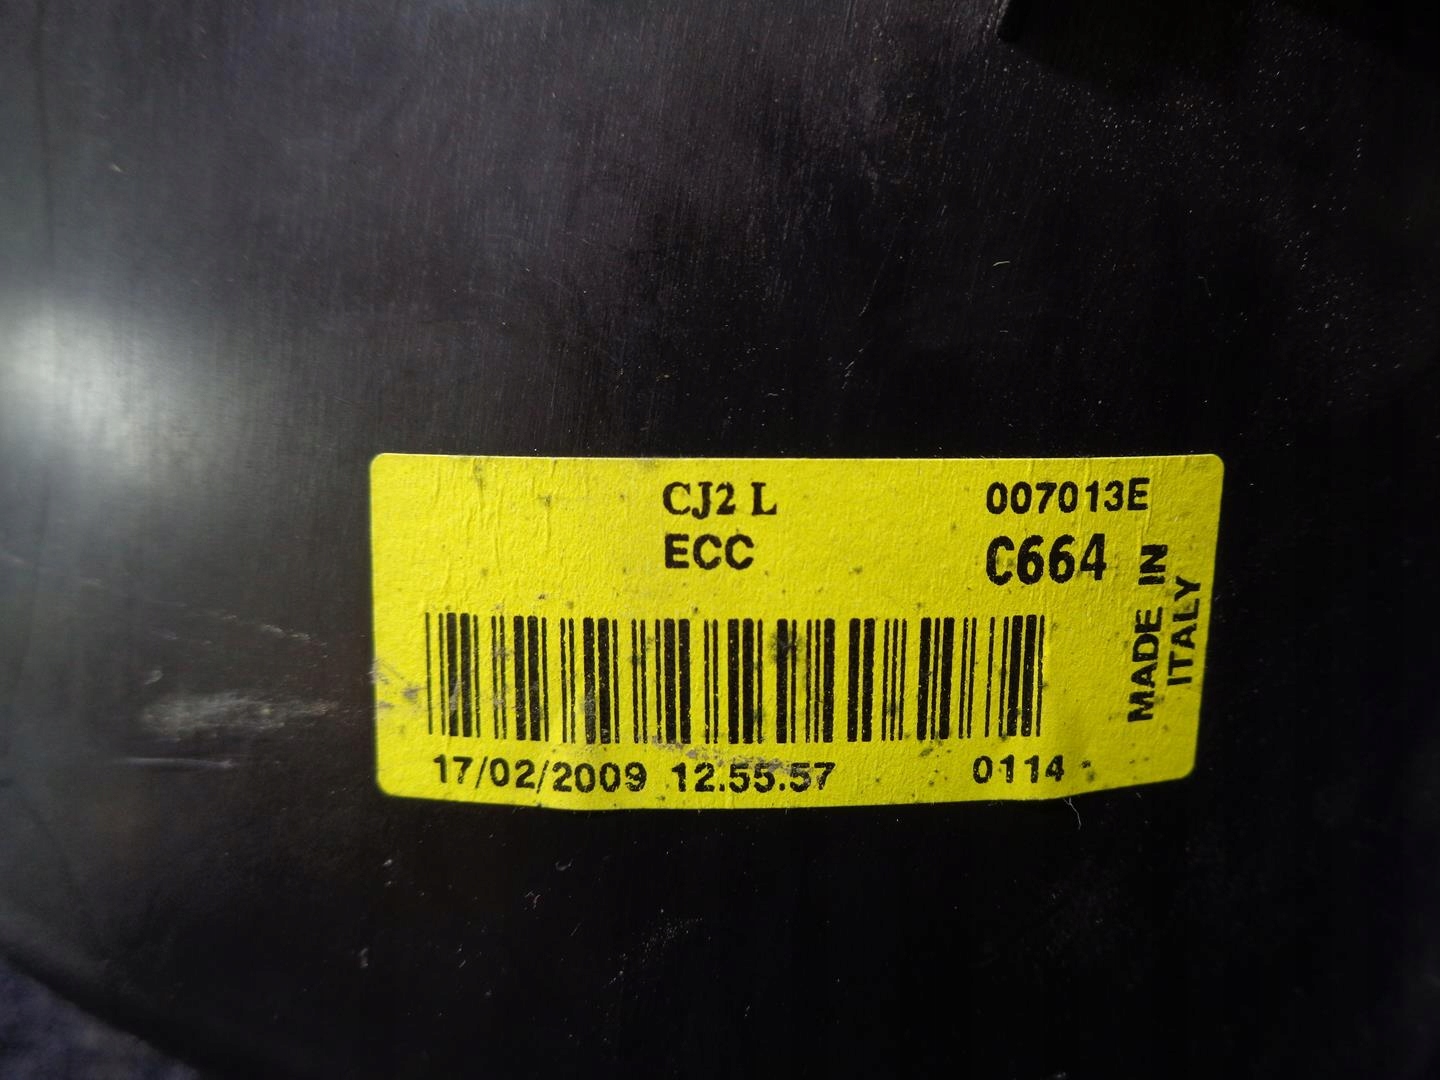 CJ2 L
007013E
ECC
C664
MADE IN
ITALY
17/02/2009 12.55.57
0114